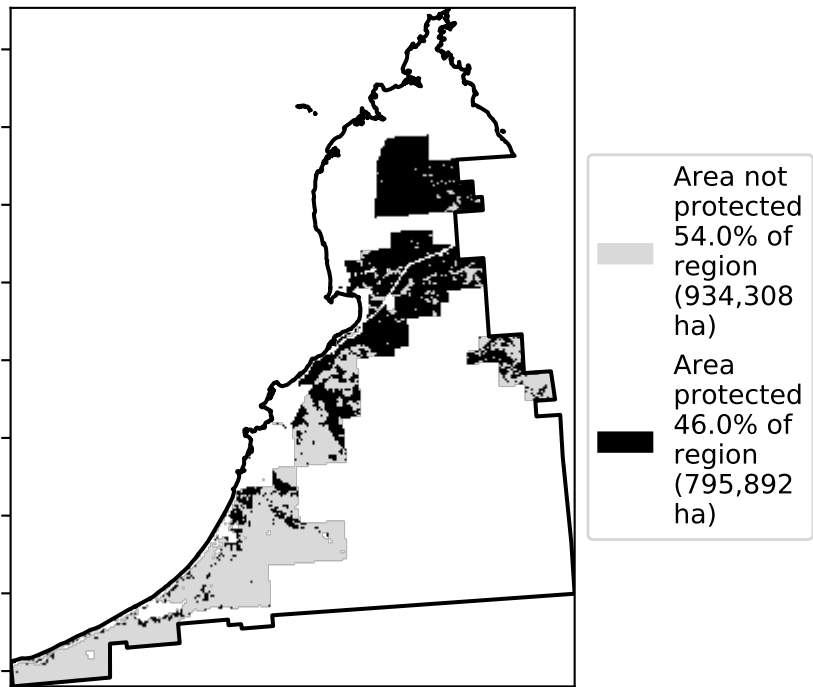 Area not
protected
54.0% of
region
(934,308
ha)
Area
protected
46.0% of
region
(795,892
ha)